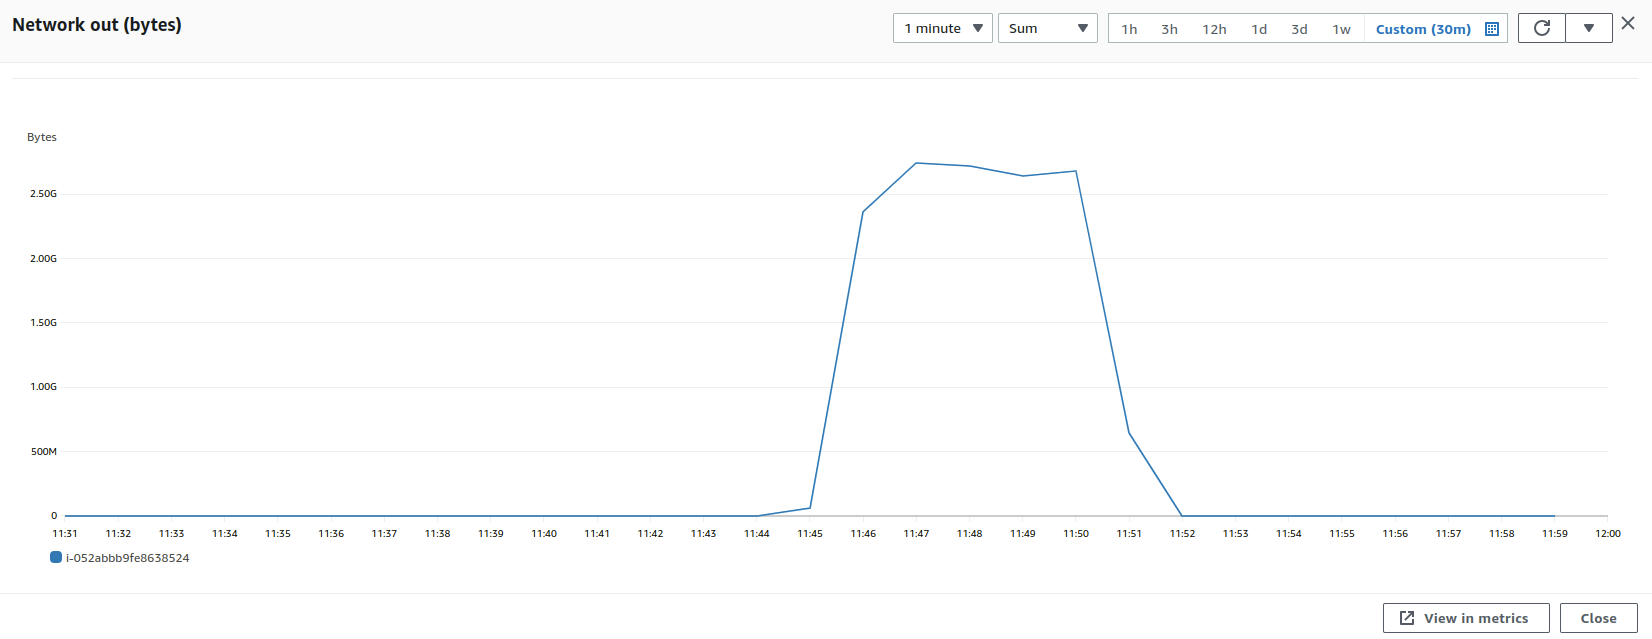 Network out (bytes)
1 minute Sum 1h 3h 12h 1d 3d 1w Custom (30m)
Bytes
2.50G
2.00G
1.50G
1.00G
500M
0
11:31 11:32 11:33 11:34 11:35 11:36 11:37 11:38 11:39 11:40 11:41 11:42 11:43 11:44 11:45 11:46 11:47 11:48 11:49 11:50 11:51 11:52 11:53 11:54 11:55 11:56 11:57 11:58 11:59 12:00
i-052abbb9fe8638524
View in metrics Close